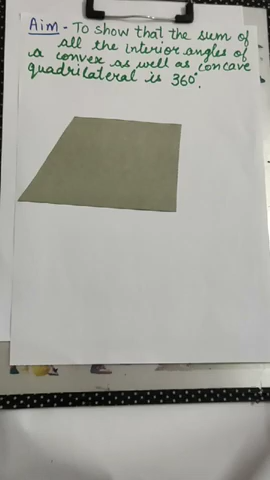 Aim - To show that the sum of
all the interior angles of
a convex as well as concave
quadrilateral is 360°.